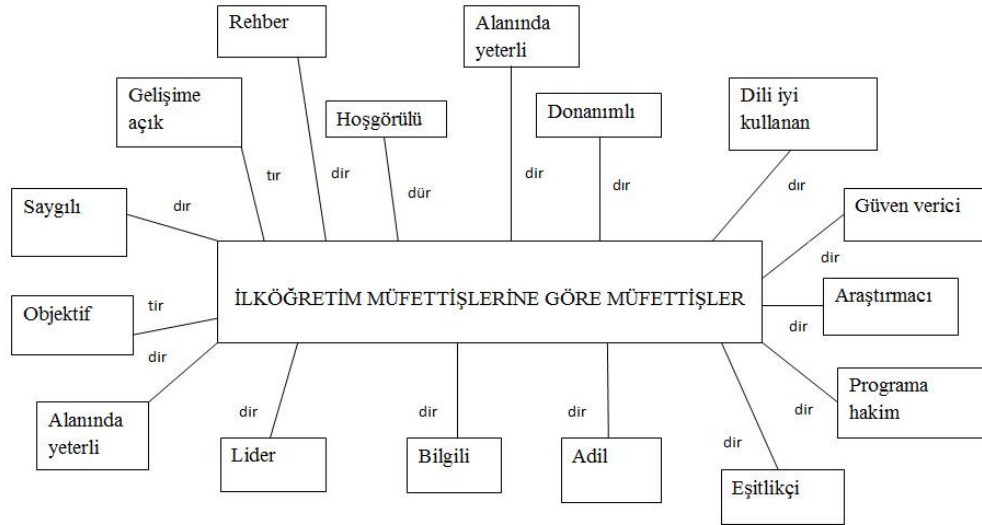 Rehber
Alanında
yeterli
Gelişime
açık
Hoşgörülü
Donanımlı
Dili iyi
kullanan
tır
dir
dür
dir
dır
dır
Saygılı
dır
Güven verici
dir
İLKÖĞRETİM MÜFETTİŞLERİNE GÖRE MÜFETTİŞLER
Objektif
tir
Araştırmacı
dir
dir
Alanında
yeterli
dir
Lider
dir
Bilgili
dir
Adil
dir
Eşitlikçi
dir
Programa
hakim